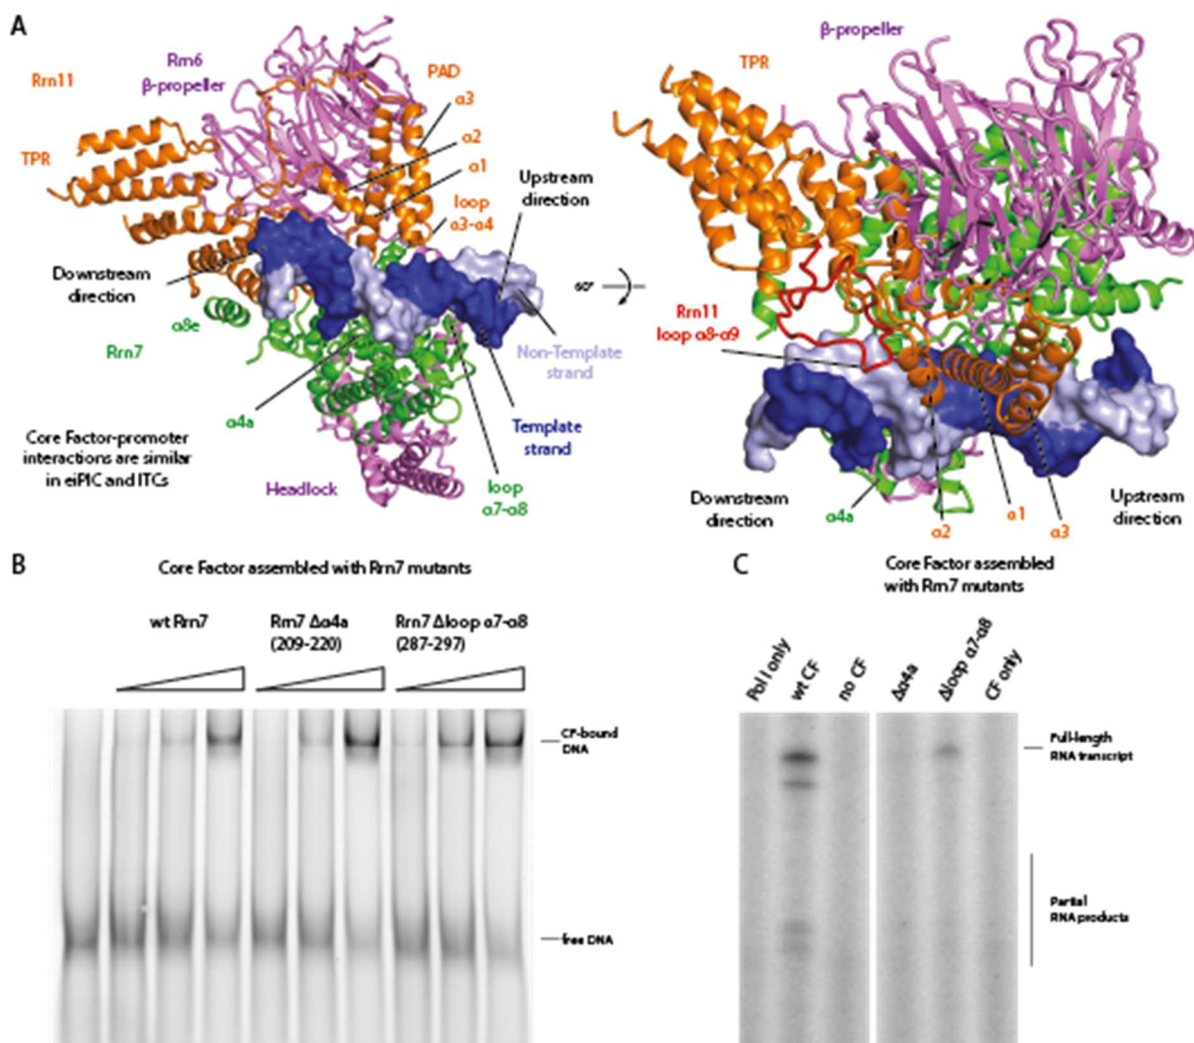 A
Rrn11
Rrn6
β-propeller
PAD
α3
α2
α1
TPR
loop
α3-α4
Upstream
direction
Downstream
direction
α8e
Rrn7
Non-Template
strand
α4a
Template
strand
Core Factor-promoter
interactions are similar
in eiPIC and ITCs
Headlock
loop
α7-α8
60°
β-propeller
TPR
Rrn11
loop α8-α9
Downstream
direction
α4a
α2
α1
α3
Upstream
direction
B
Core Factor assembled with Rrn7 mutants
wt Rrn7
Rrn7 Δα4a
(209-220)
Rrn7 Δloop α7-α8
(287-297)
CF-bound
DNA
free DNA
C
Core Factor assembled
with Rrn7 mutants
Pol I only
wt CF
no CF
Δα4a
Δloop α7-α8
CF only
Full-length
RNA transcript
Partial
RNA products